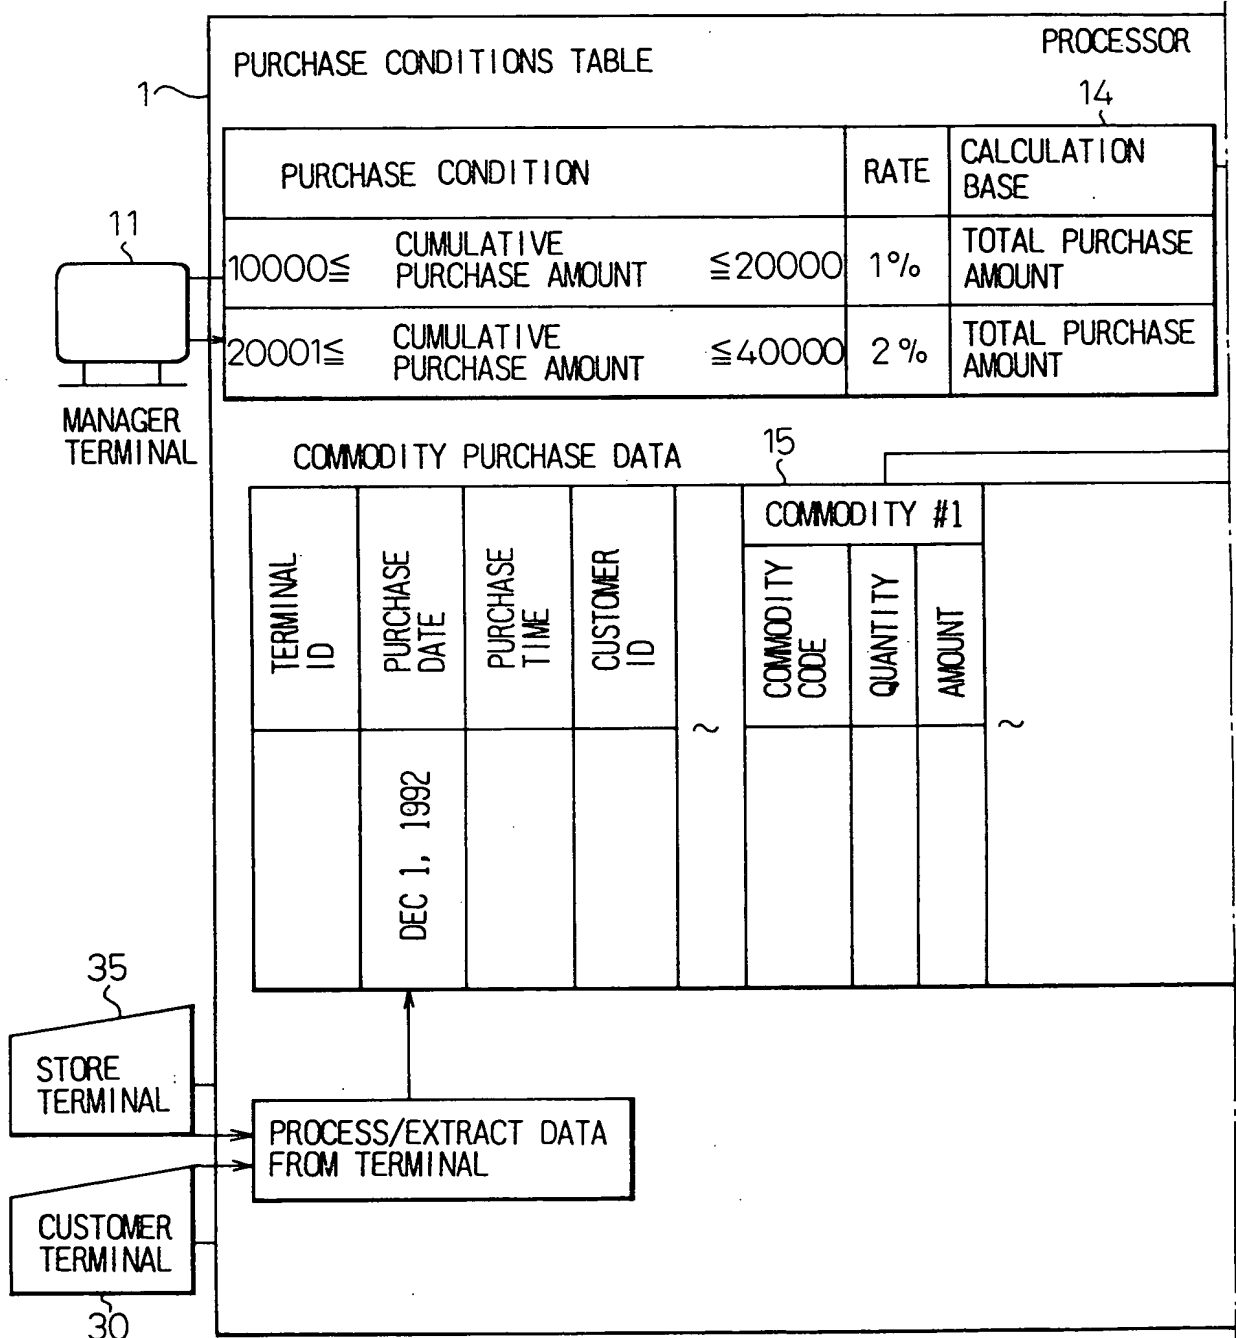 PROCESSOR
PURCHASE CONDITIONS TABLE
1
14
PURCHASE CONDITION
RATE
CALCULATION
BASE
11
10000≦
CUMULATIVE
PURCHASE AMOUNT
≦20000
1%
TOTAL PURCHASE
AMOUNT
20001≦
CUMULATIVE
PURCHASE AMOUNT
≦40000
2%
TOTAL PURCHASE
AMOUNT
MANAGER
TERMINAL
COMMODITY PURCHASE DATA
15
COMMODITY #1
TERMINAL
ID
PURCHASE
DATE
PURCHASE
TIME
CUSTOMER
ID
~
COMMODITY
CODE
QUANTITY
AMOUNT
~
DEC 1, 1992
35
STORE
TERMINAL
PROCESS/EXTRACT DATA
FROM TERMINAL
CUSTOMER
TERMINAL
30